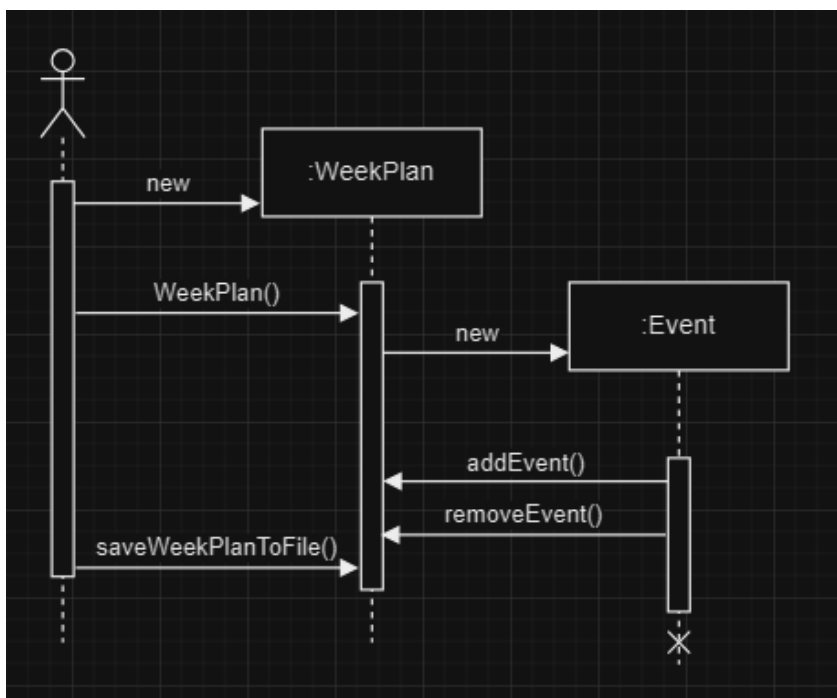 :WeekPlan
new
WeekPlan()
:Event
new
addEvent()
removeEvent()
saveWeekPlanToFile()